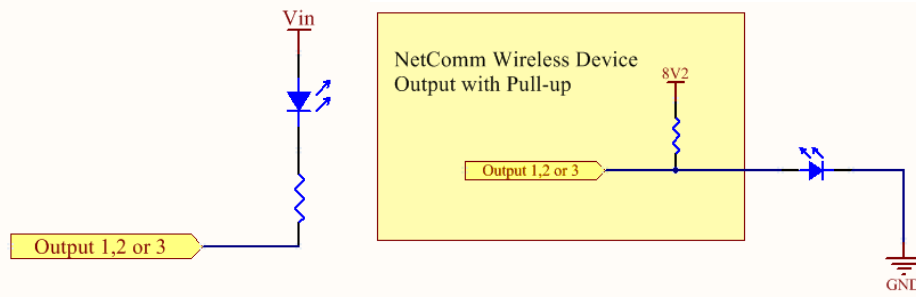 Vin
Output 1,2 or 3
NetComm Wireless Device
Output with Pull-up
8V2
Output 1,2 or 3
GND